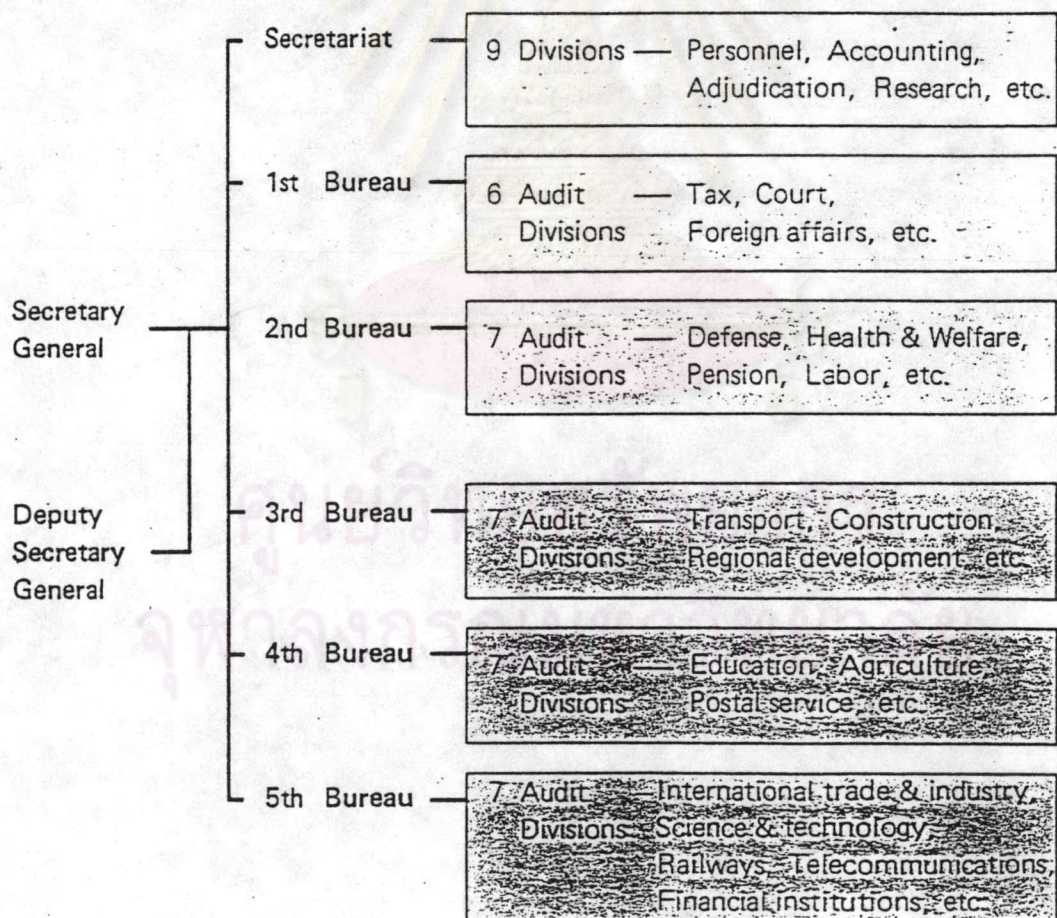 Secretariat
9 Divisions — Personnel, Accounting,
Adjudication, Research, etc.
1st Bureau
6 Audit — Tax, Court,
Divisions Foreign affairs, etc.
Secretary
General
2nd Bureau
7 Audit — Defense, Health & Welfare,
Divisions Pension, Labor, etc.
Deputy
Secretary
General
3rd Bureau
7 Audit — Transport, Construction,
Divisions Regional development, etc.
4th Bureau
7 Audit — Education, Agriculture,
Divisions Postal service, etc.
5th Bureau
7 Audit — International trade & industry,
Divisions Science & technology,
Railways, Telecommunications,
Financial institutions, etc.